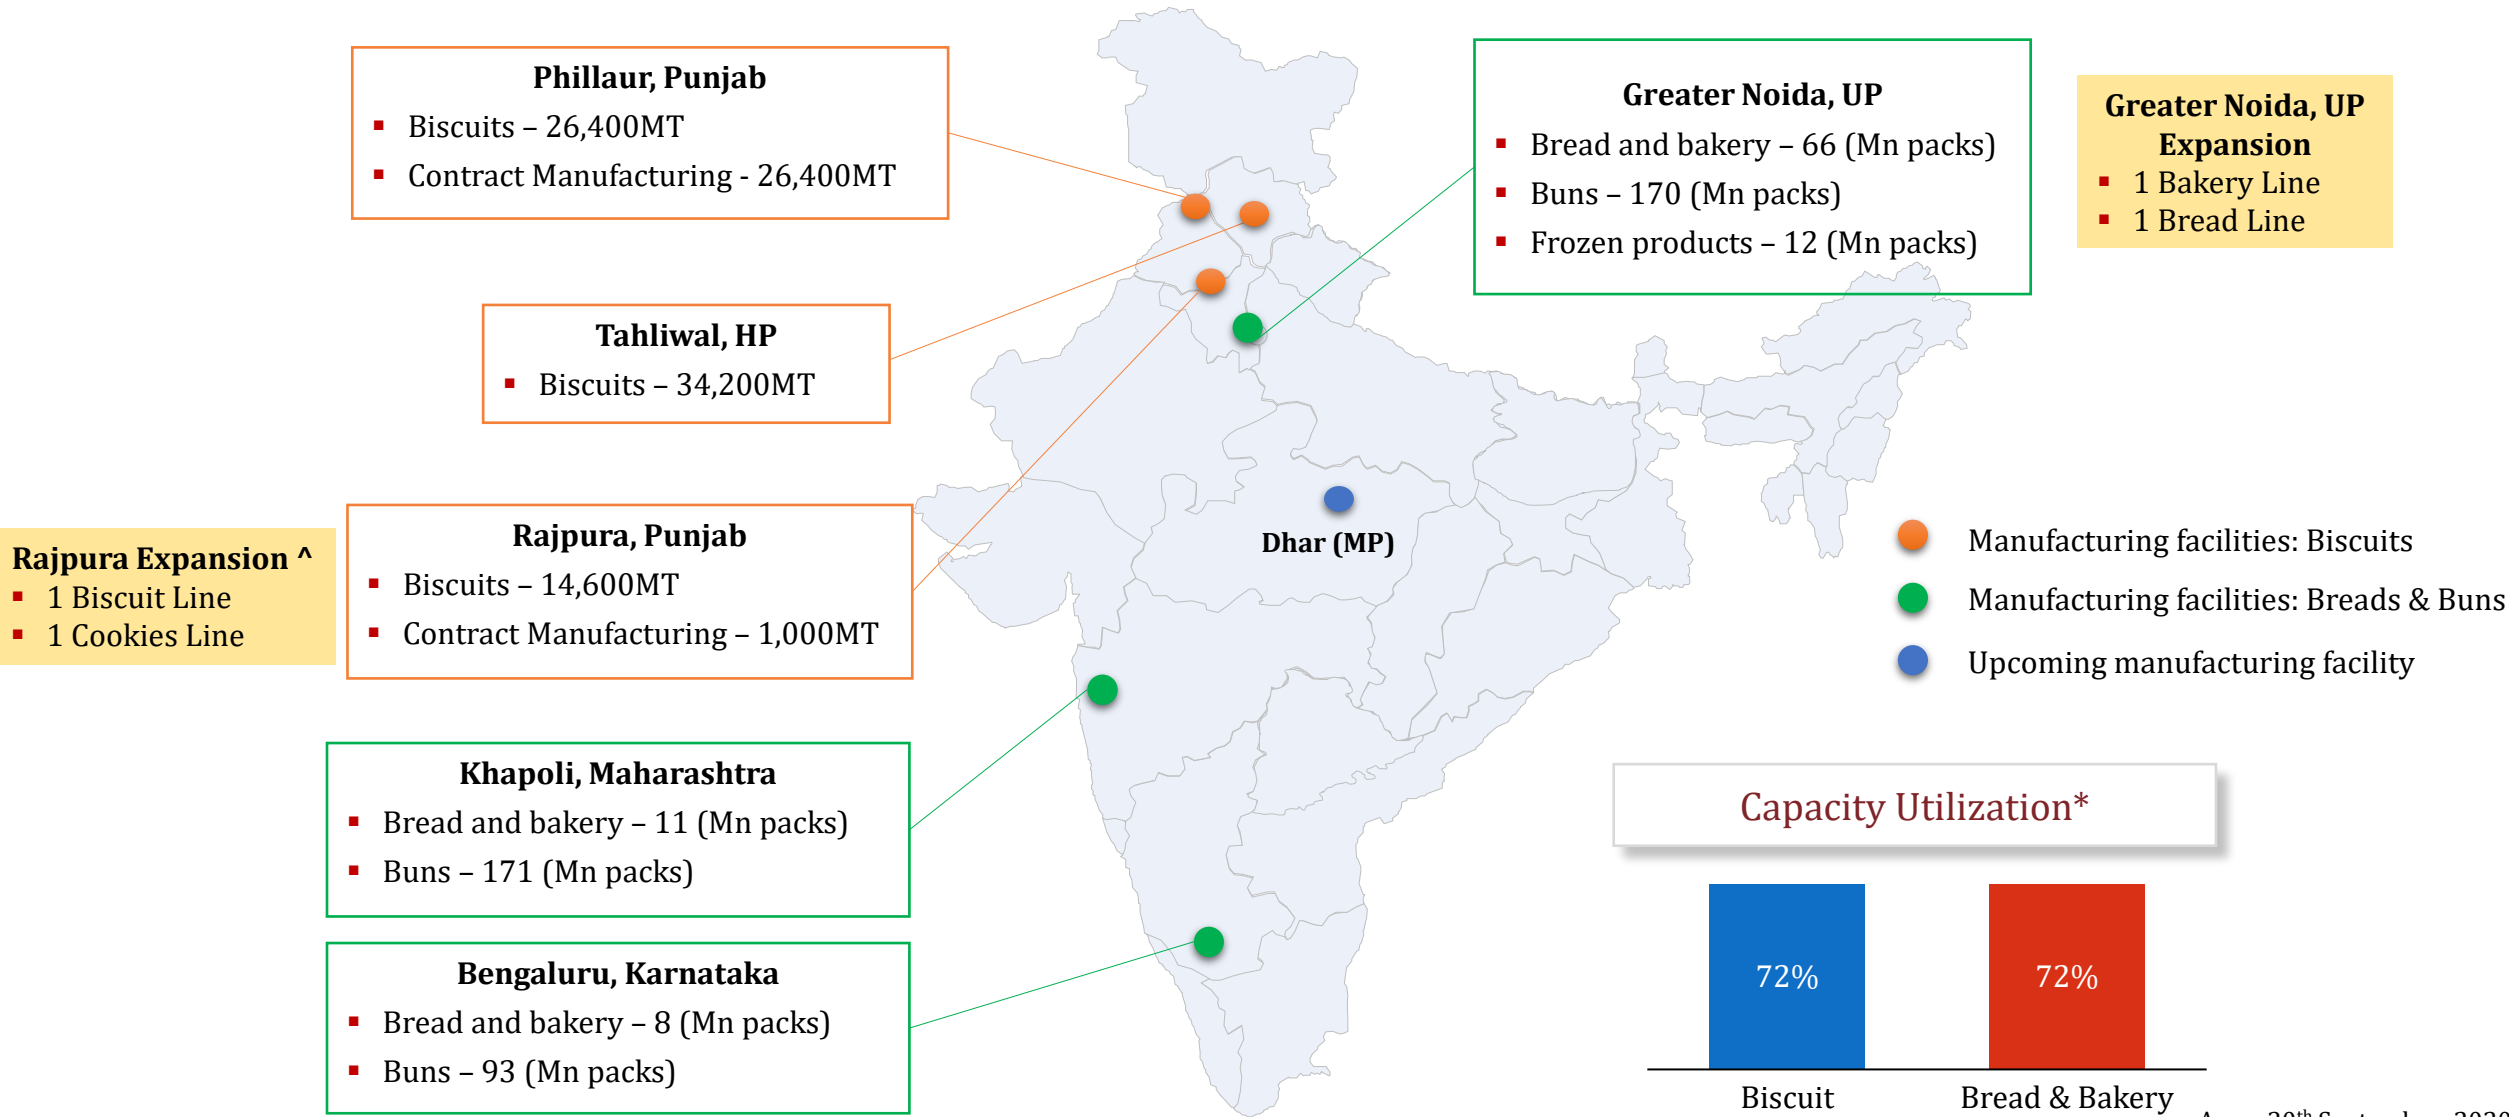 Phillaur, Punjab
▪ Biscuits – 26,400MT
▪ Contract Manufacturing - 26,400MT
Greater Noida, UP
▪ Bread and bakery – 66 (Mn packs)
▪ Buns – 170 (Mn packs)
▪ Frozen products – 12 (Mn packs)
Greater Noida, UP
Expansion
▪ 1 Bakery Line
▪ 1 Bread Line
Tahliwal, HP
▪ Biscuits – 34,200MT
Rajpura Expansion ^
▪ 1 Biscuit Line
▪ 1 Cookies Line
Rajpura, Punjab
▪ Biscuits – 14,600MT
▪ Contract Manufacturing – 1,000MT
Dhar (MP)
Manufacturing facilities: Biscuits
Manufacturing facilities: Breads & Buns
Upcoming manufacturing facility
Khapoli, Maharashtra
▪ Bread and bakery – 11 (Mn packs)
▪ Buns – 171 (Mn packs)
Bengaluru, Karnataka
▪ Bread and bakery – 8 (Mn packs)
▪ Buns – 93 (Mn packs)
Capacity Utilization*
72%
72%
Biscuit
Bread & Bakery